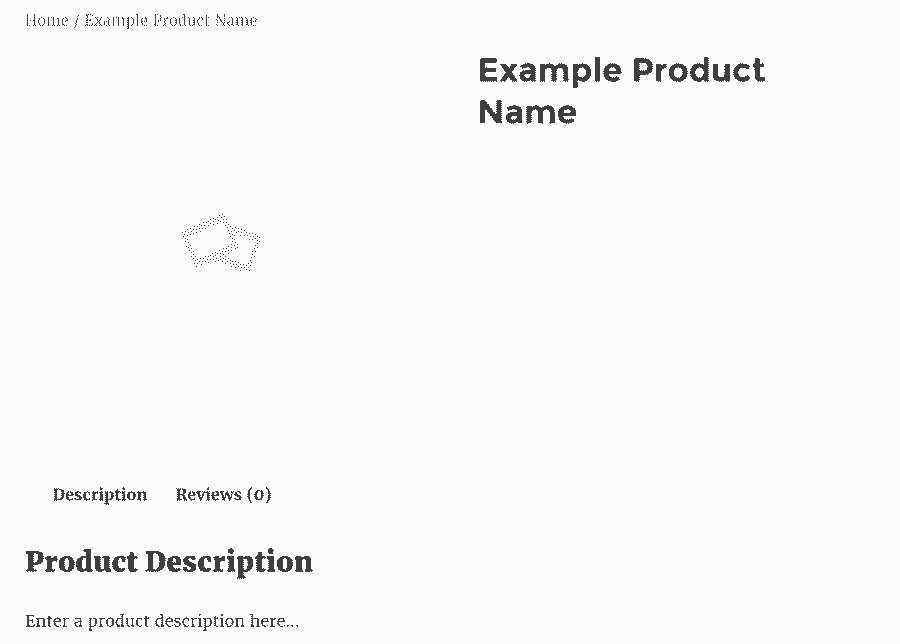 Home / Example Product Name
Example Product
Name
Description
Reviews (0)
Product Description
Enter a product description here...